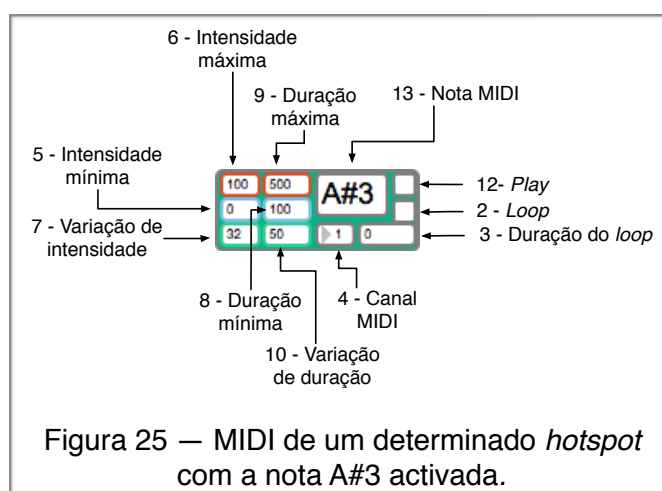 6 - Intensidade
máxima
9 - Duração
máxima
13 - Nota MIDI
5 - Intensidade
mínima
7 - Variação de
intensidade
100
500
A#3
0
100
32
50
1
0
12- Play
2 - Loop
3 - Duração do loop
8 - Duração
mínima
4 - Canal
MIDI
10 - Variação
de duração
Figura 25 — MIDI de um determinado hotspot
com a nota A#3 activada.